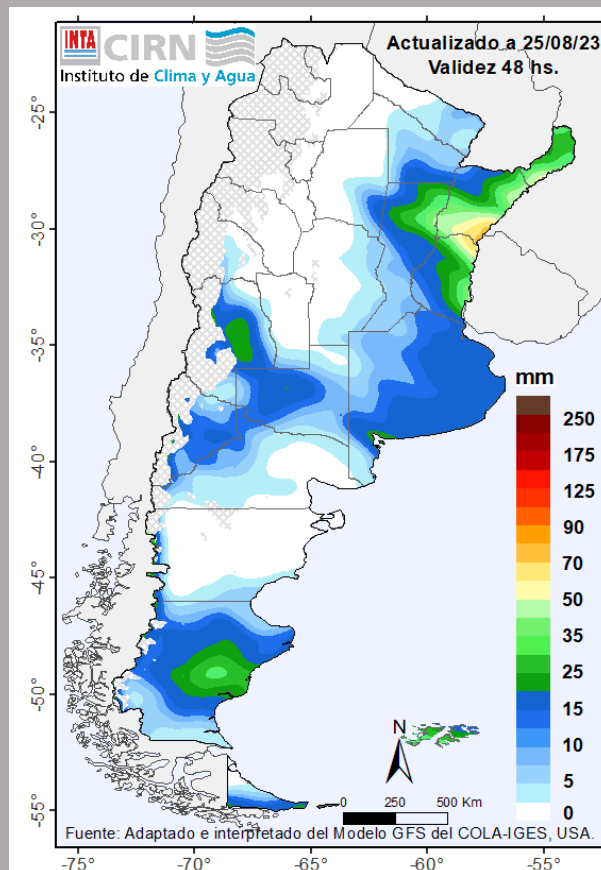 INTA CIRN
Instituto de Clima y Agua
Actualizado a 25/08/23
Validez 48 hs.
-25°
-30°
-35°
-40°
-45°
-50°
-55°
mm
250
175
125
90
70
50
35
25
15
10
5
0
N
0 250 500 Km
Fuente: Adaptado e interpretado del Modelo GFS del COLA-IGES, USA.
-75° -70° -65° -60° -55°